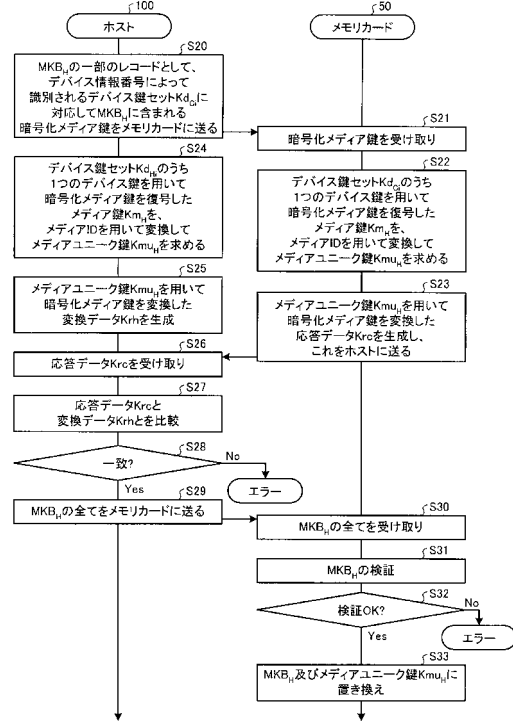 100
ホスト
50
メモリカード
S20
MKBHの一部のレコードとして、
デバイス情報番号によって
識別されるデバイス鍵セットKdCiに
対応してMKBHに含まれる
暗号化メディア鍵をメモリカードに送る
S21
暗号化メディア鍵を受け取り
S24
デバイス鍵セットKdHiのうち
1つのデバイス鍵を用いて
暗号化メディア鍵を復号した
メディア鍵KmHを、
メディアIDを用いて変換して
メディアユニーク鍵KmuHを求める
S22
デバイス鍵セットKdCiのうち
1つのデバイス鍵を用いて
暗号化メディア鍵を復号した
メディア鍵KmHを、
メディアIDを用いて変換して
メディアユニーク鍵KmuHを求める
S25
メディアユニーク鍵KmuHを用いて
暗号化メディア鍵を変換した
変換データKrhを生成
S23
メディアユニーク鍵KmuHを用いて
暗号化メディア鍵を変換した
応答データKrcを生成し、
これをホストに送る
S26
応答データKrcを受け取り
S27
応答データKrcと
変換データKrhとを比較
S28
一致?
No
エラー
Yes
S29
MKBHの全てをメモリカードに送る
S30
MKBHの全てを受け取り
S31
MKBHの検証
S32
検証OK?
No
エラー
Yes
S33
MKBH及びメディアユニーク鍵KmuHに
置き換え